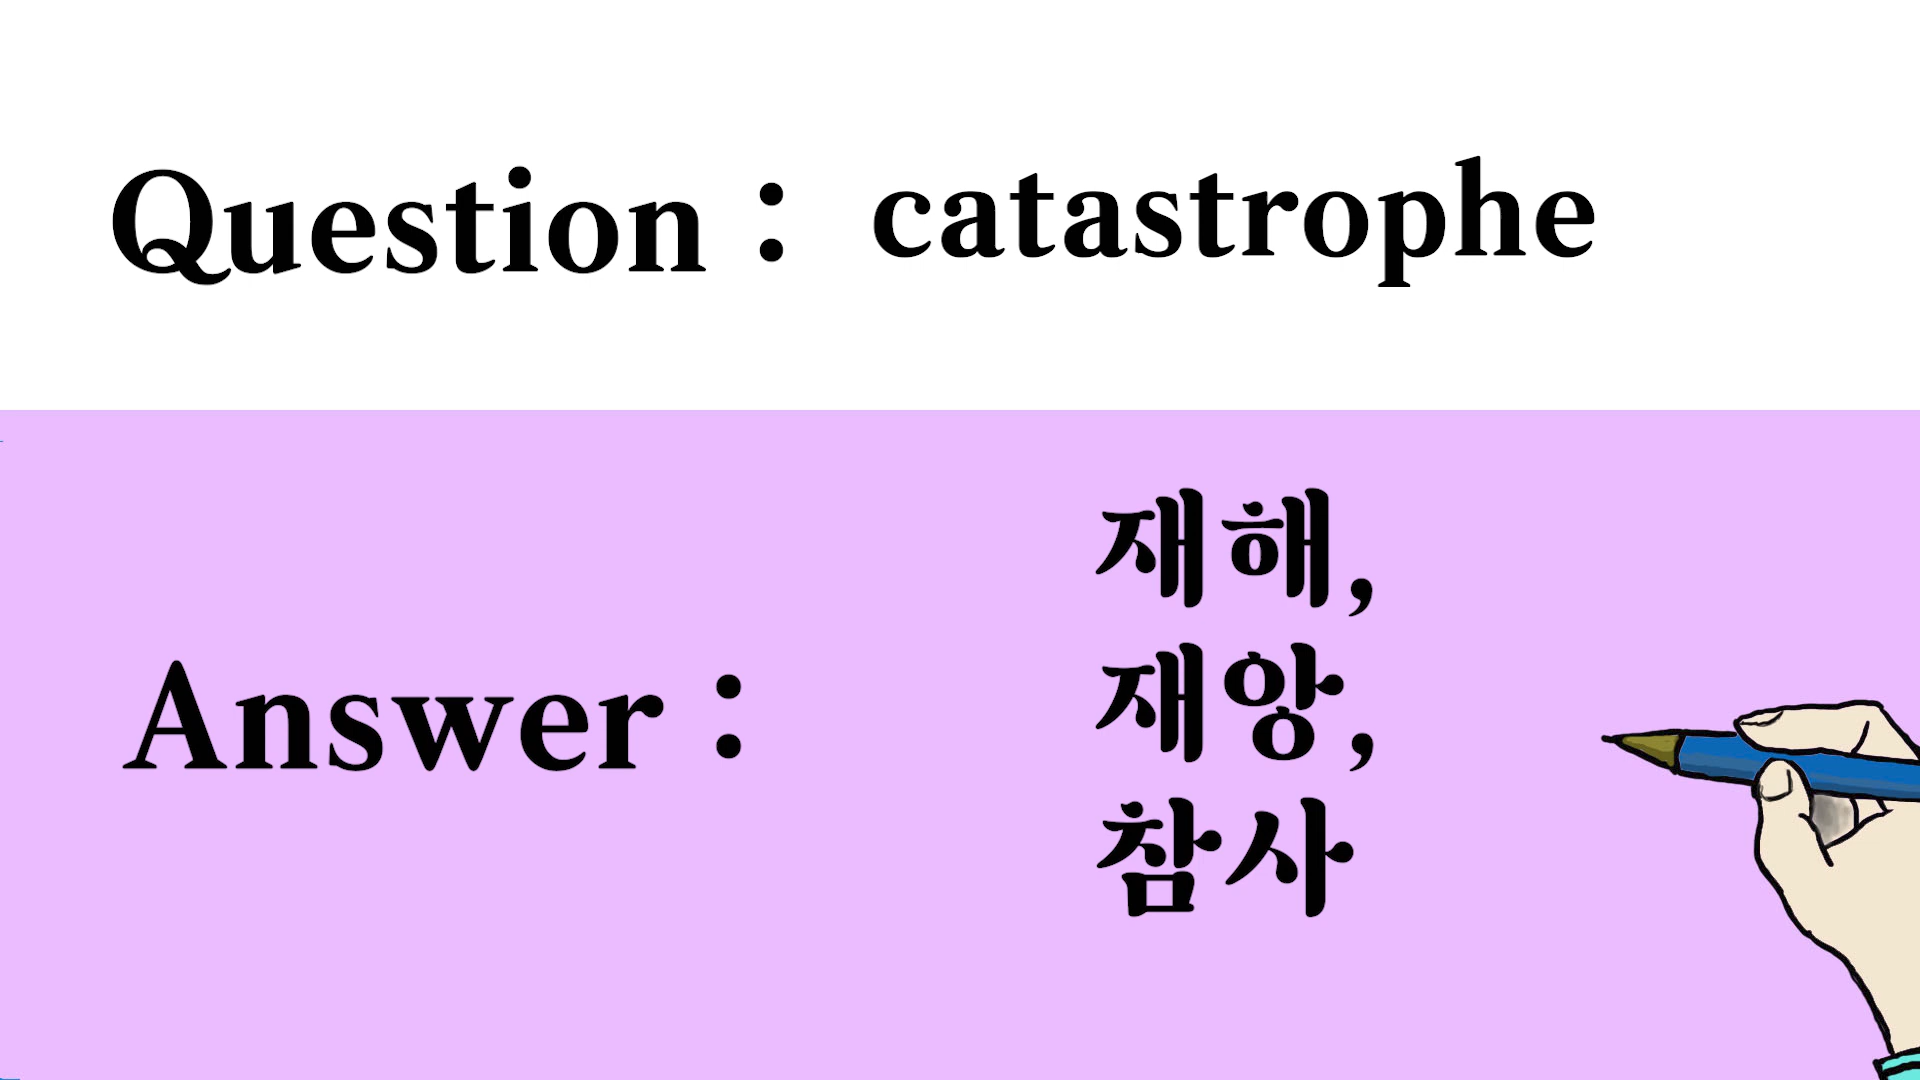 Question : catastrophe
Answer :
재해,
재앙,
참사